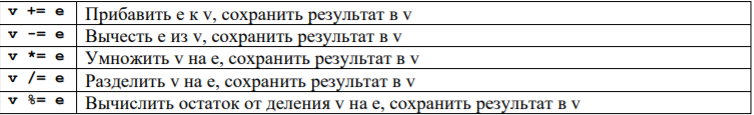 v += e Прибавить e к v, сохранить результат в v
v -= e Вычесть e из v, сохранить результат в v
v *= e Умножить v на e, сохранить результат в v
v /= e Разделить v на e, сохранить результат в v
v %= e Вычислить остаток от деления v на e, сохранить результат в v